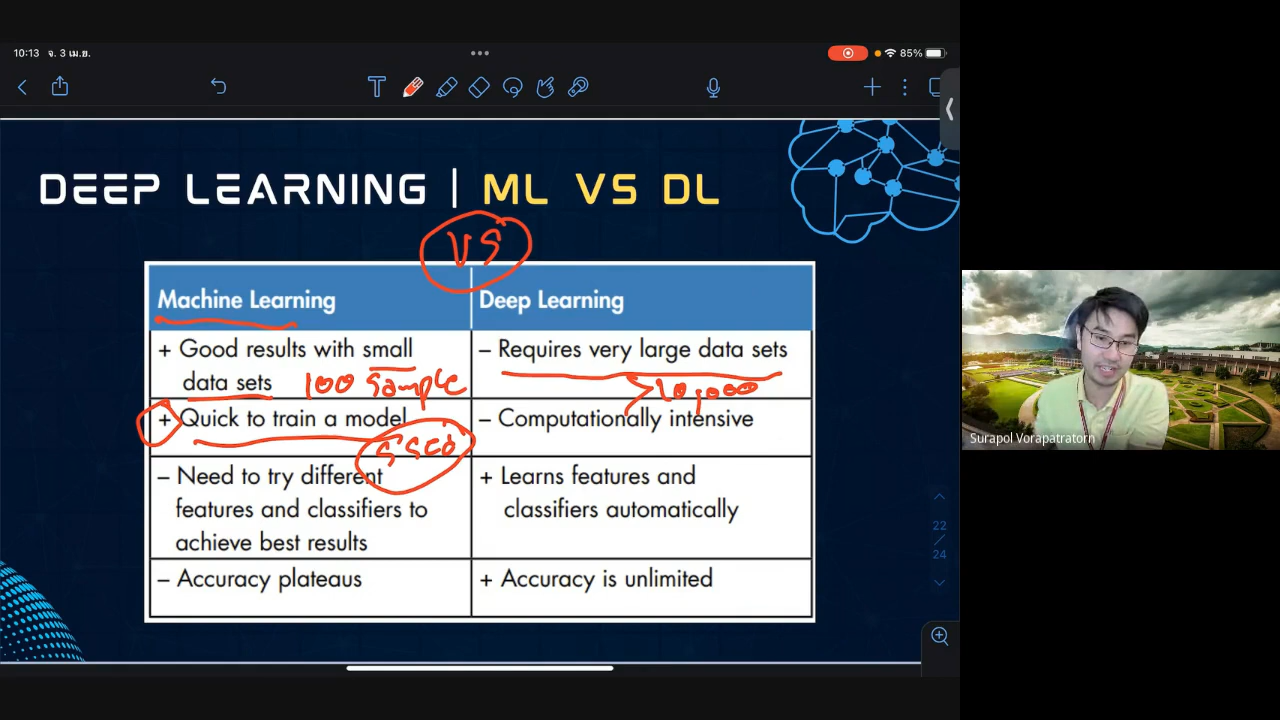 10:13 จ. 3 เม.ย.
85%
DEEP LEARNING | ML VS DL
VS
Machine Learning
Deep Learning
+ Good results with small
data sets
100 sample
– Requires very large data sets
>10,000
+ Quick to train a model
5 sec
– Computationally intensive
– Need to try different
features and classifiers to
achieve best results
+ Learns features and
classifiers automatically
– Accuracy plateaus
+ Accuracy is unlimited
22
/
24
Surapol Vorapatratorn